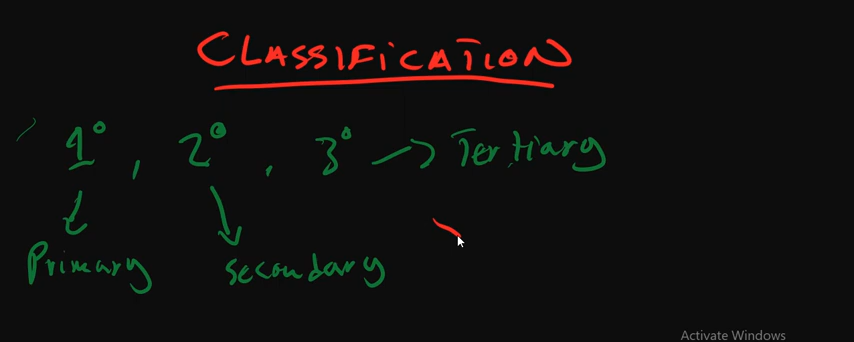 CLASSIFICATION
1°, 2°, 3° → Tertiary
Primary secondary
Activate Windows